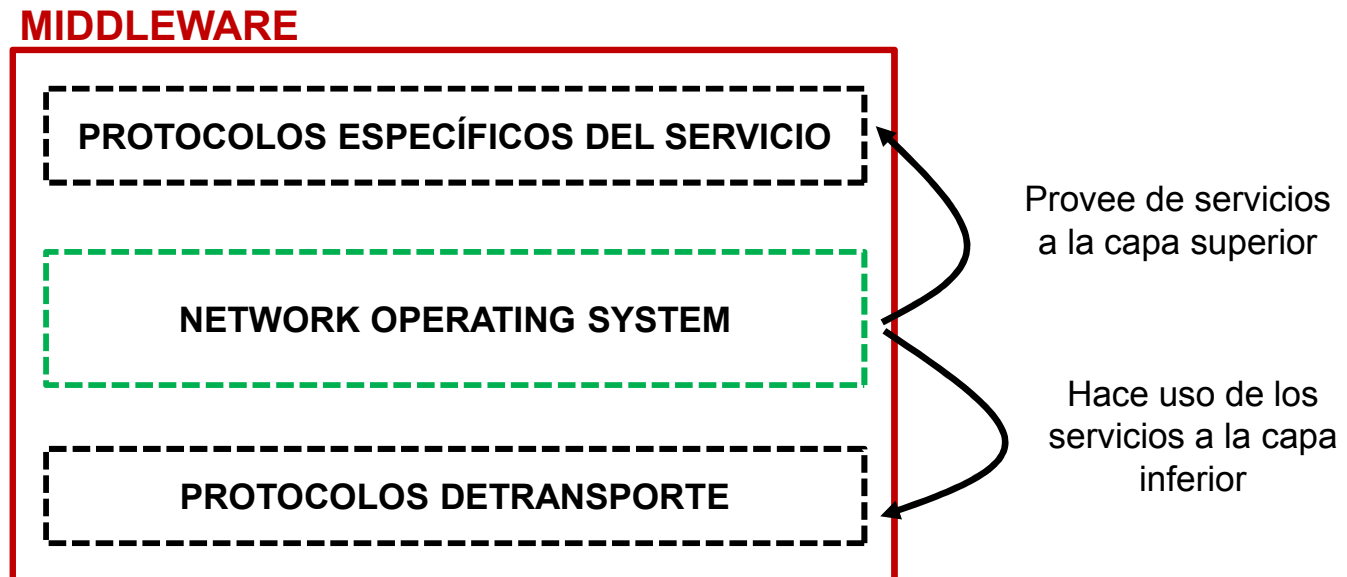 MIDDLEWARE
PROTOCOLOS ESPECÍFICOS DEL SERVICIO
Provee de servicios
a la capa superior
NETWORK OPERATING SYSTEM
Hace uso de los
servicios a la capa
inferior
PROTOCOLOS DETRANSPORTE